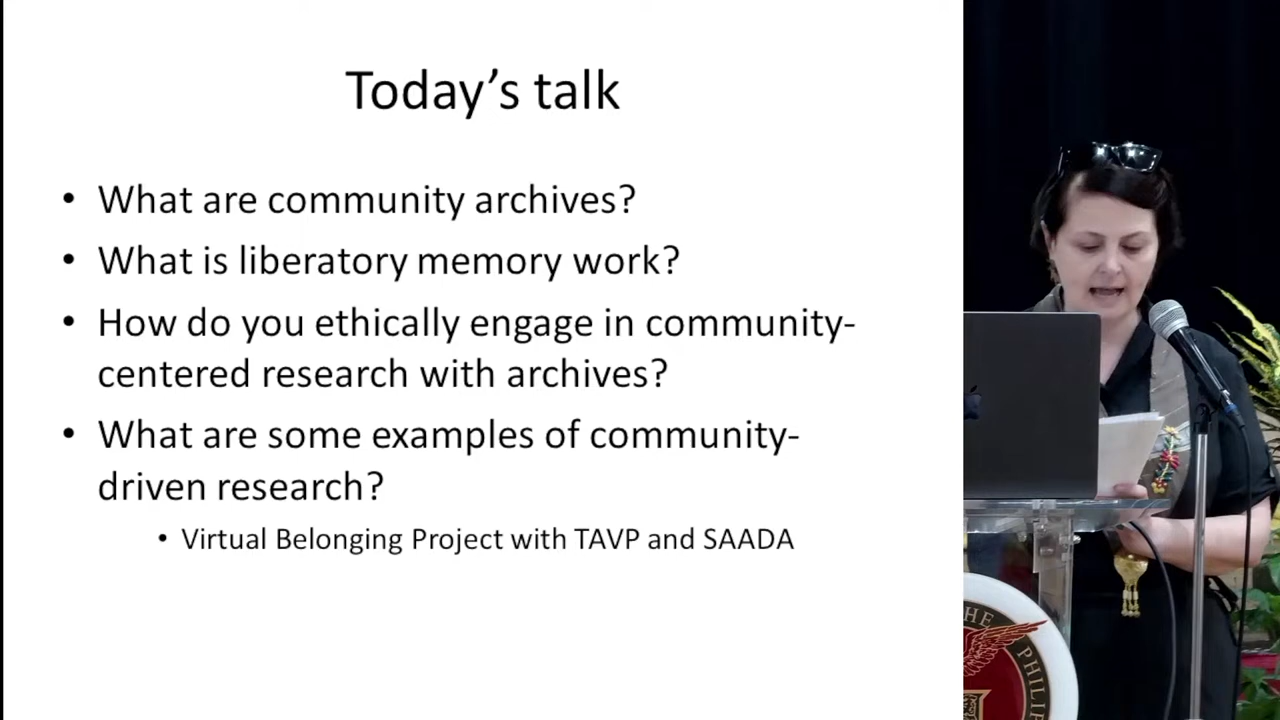 Today's talk
• What are community archives?
• What is liberatory memory work?
• How do you ethically engage in community-
centered research with archives?
• What are some examples of community-
driven research?
• Virtual Belonging Project with TAVP and SAADA
THE